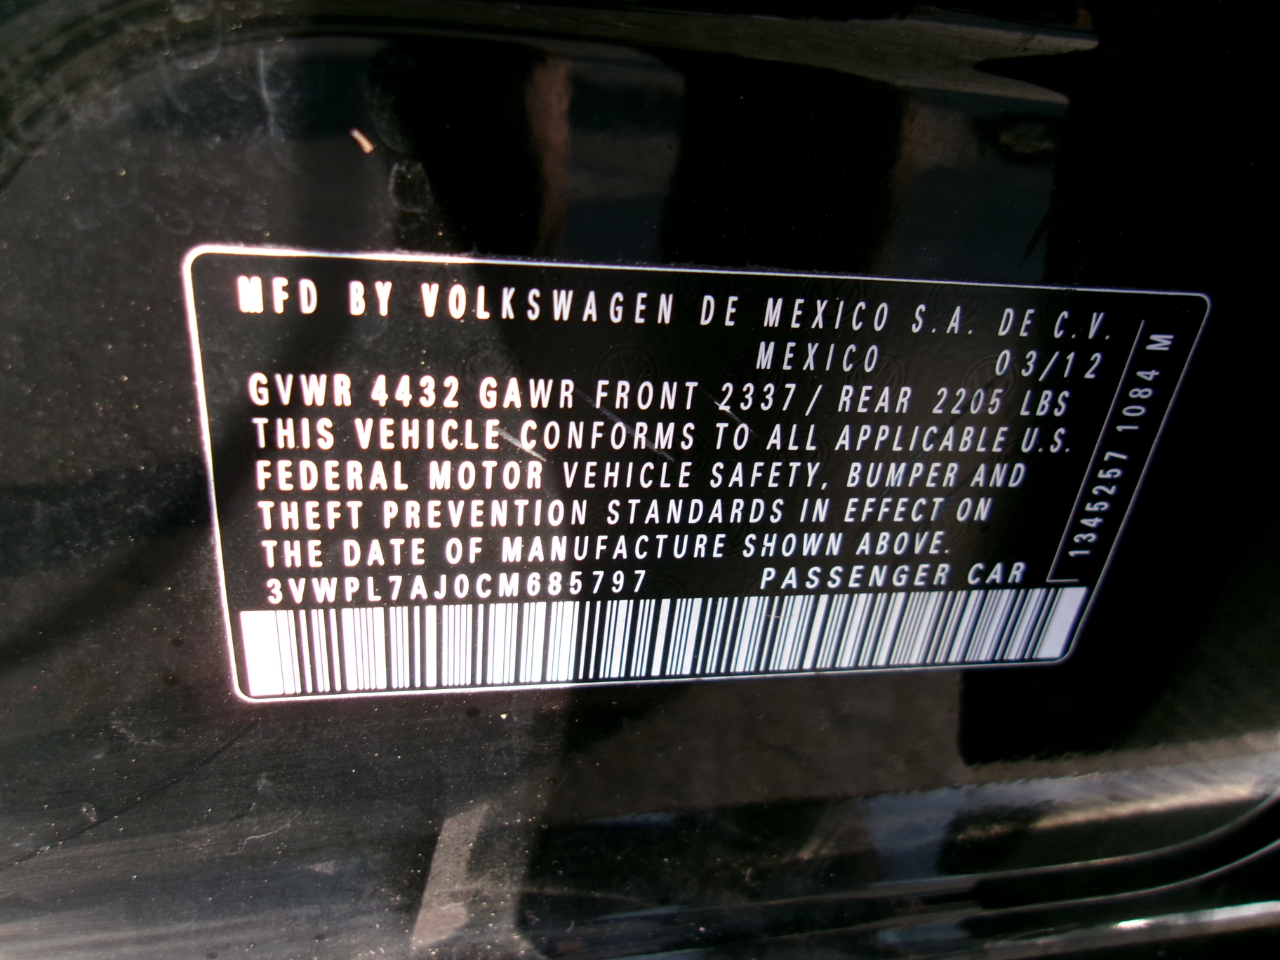 MFD BY VOLKSWAGEN DE MEXICO S.A. DE C.V.
MEXICO 03/12
GVWR 4432 GAWR FRONT 2337 / REAR 2205 LBS
THIS VEHICLE CONFORMS TO ALL APPLICABLE U.S.
FEDERAL MOTOR VEHICLE SAFETY, BUMPER AND
THEFT PREVENTION STANDARDS IN EFFECT ON
THE DATE OF MANUFACTURE SHOWN ABOVE.
3VWPL7AJ0CM685797 PASSENGER CAR
1345257 1084 M